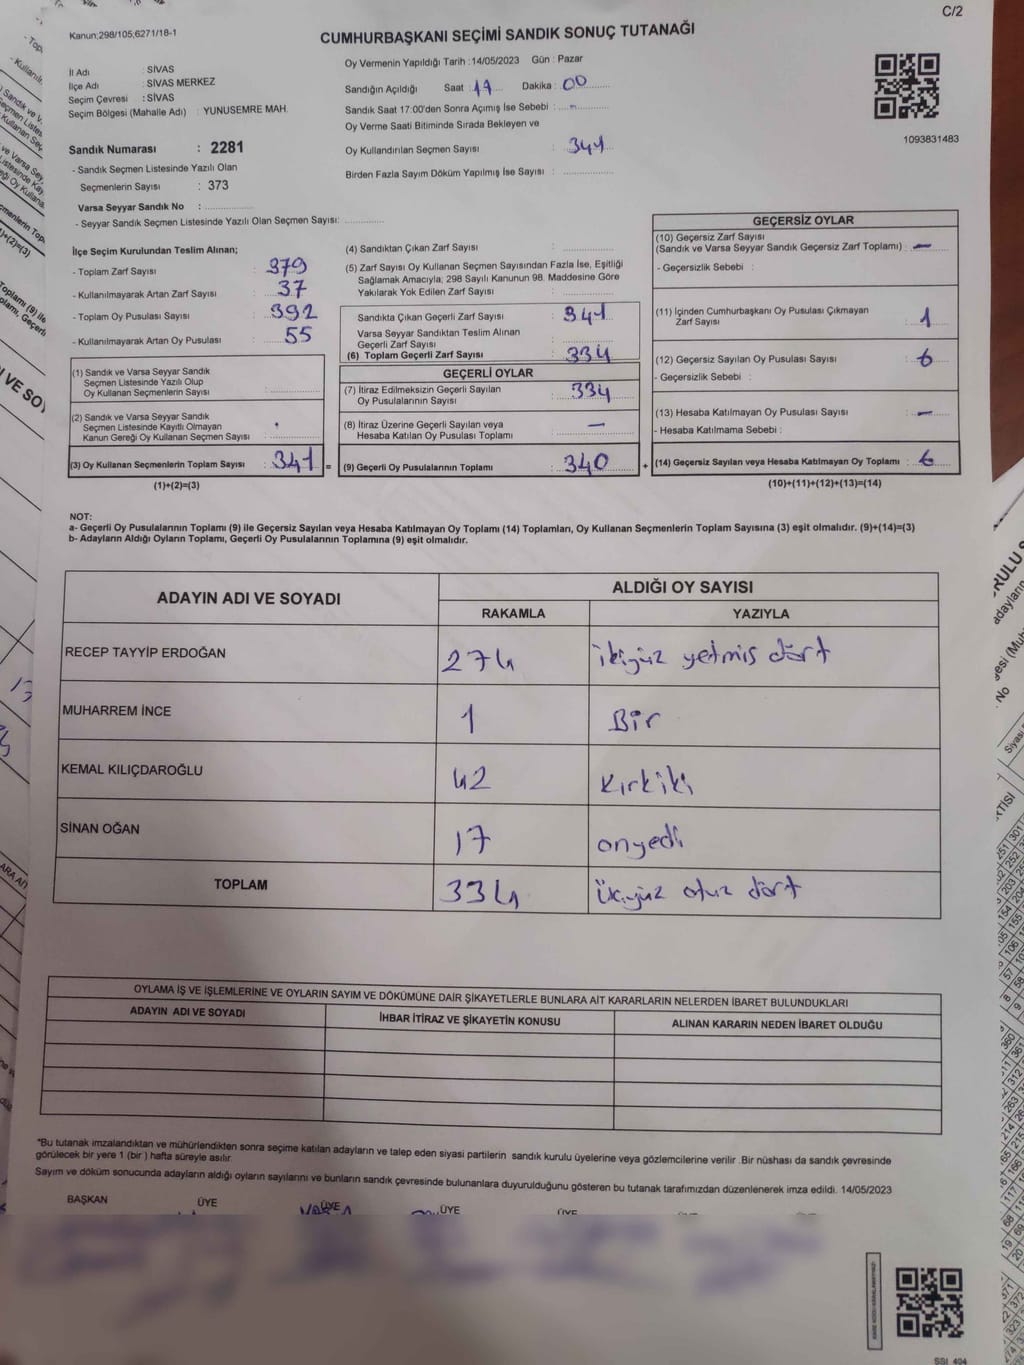 C/2
Kanun;298/105;6271/18-1
CUMHURBAŞKANI SEÇİMİ SANDIK SONUÇ TUTANAĞI
İl Adı : SİVAS
İlçe Adı : SİVAS MERKEZ
Seçim Çevresi : SİVAS
Seçim Bölgesi (Mahalle Adı) : YUNUSEMRE MAH.
Sandık Numarası : 2281
- Sandık Seçmen Listesinde Yazılı Olan
Seçmenlerin Sayısı : 373
Varsa Seyyar Sandık No :
- Seyyar Sandık Seçmen Listesinde Yazılı Olan Seçmen Sayısı:
Oy Vermenin Yapıldığı Tarih :14/05/2023 Gün : Pazar
Sandığın Açıldığı Saat : 17 Dakika : 00
Sandık Saat 17:00'den Sonra Açımış İse Sebebi : -
Oy Verme Saati Bitiminde Sırada Bekleyen ve
Oy Kullandırılan Seçmen Sayısı : 341
Birden Fazla Sayım Döküm Yapılmış İse Sayısı :
1093831483
İlçe Seçim Kurulundan Teslim Alınan;
- Toplam Zarf Sayısı : 379
- Kullanılmayarak Artan Zarf Sayısı : 37
- Toplam Oy Pusulası Sayısı : 392
- Kullanılmayarak Artan Oy Pusulası : 55
(1) Sandık ve Varsa Seyyar Sandık
Seçmen Listesinde Yazılı Olup
Oy Kullanan Seçmenlerin Sayısı :
(2) Sandık ve Varsa Seyyar Sandık
Seçmen Listesinde Kayıtlı Olmayan
Kanun Gereği Oy Kullanan Seçmen Sayısı :
(3) Oy Kullanan Seçmenlerin Toplam Sayısı : 341 =
(1)+(2)=(3)
(4) Sandıktan Çıkan Zarf Sayısı :
(5) Zarf Sayısı Oy Kullanan Seçmen Sayısından Fazla İse, Eşitliği
Sağlamak Amacıyla; 298 Sayılı Kanunun 98. Maddesine Göre
Yakılarak Yok Edilen Zarf Sayısı :
Sandıkta Çıkan Geçerli Zarf Sayısı : 341
Varsa Seyyar Sandıktan Teslim Alınan
Geçerli Zarf Sayısı :
(6) Toplam Geçerli Zarf Sayısı : 334
GEÇERLİ OYLAR
(7) İtiraz Edilmeksizin Geçerli Sayılan
Oy Pusulalarının Sayısı : 334
(8) İtiraz Üzerine Geçerli Sayılan veya
Hesaba Katılan Oy Pusulası Toplamı : -
(9) Geçerli Oy Pusulalarının Toplamı : 340 +
GEÇERSİZ OYLAR
(10) Geçersiz Zarf Sayısı
(Sandık ve Varsa Seyyar Sandık Geçersiz Zarf Toplamı) : -
- Geçersizlik Sebebi :
(11) İçinden Cumhurbaşkanı Oy Pusulası Çıkmayan
Zarf Sayısı : 1
(12) Geçersiz Sayılan Oy Pusulası Sayısı : 6
- Geçersizlik Sebebi :
(13) Hesaba Katılmayan Oy Pusulası Sayısı : -
- Hesaba Katılmama Sebebi :
(14) Geçersiz Sayılan veya Hesaba Katılmayan Oy Toplamı : 6
(10)+(11)+(12)+(13)=(14)
NOT:
a- Geçerli Oy Pusulalarının Toplamı (9) ile Geçersiz Sayılan veya Hesaba Katılmayan Oy Toplamı (14) Toplamları, Oy Kullanan Seçmenlerin Toplam Sayısına (3) eşit olmalıdır. (9)+(14)=(3)
b- Adayların Aldığı Oyların Toplamı, Geçerli Oy Pusulalarının Toplamına (9) eşit olmalıdır.
ADAYIN ADI VE SOYADI
ALDIĞI OY SAYISI
RAKAMLA YAZIYLA
RECEP TAYYİP ERDOĞAN 274 ikiyüz yetmiş dört
MUHARREM İNCE 1 Bir
KEMAL KILIÇDAROĞLU 42 Kırkiki
SİNAN OĞAN 17 onyedi
TOPLAM 334 otuz dört
OYLAMA İŞ VE İŞLEMLERİNE VE OYLARIN SAYIM VE DÖKÜMÜNE DAİR ŞİKAYETLERLE BUNLARA AİT KARARLARIN NELERDEN İBARET BULUNDUKLARI
ADAYIN ADI VE SOYADI İHBAR İTİRAZ VE ŞİKAYETİN KONUSU ALINAN KARARIN NEDEN İBARET OLDUĞU
"Bu tutanak imzalandıktan ve mühürlendikten sonra seçime katılan adayların ve talep eden siyasi partilerin sandık kurulu üyelerine veya gözlemcilerine verilir .Bir nüshası da sandık çevresinde
görülecek bir yere 1 (bir ) hafta süreyle asılır.
Sayım ve döküm sonucunda adayların aldığı oyların sayılarını ve bunların sandık çevresinde bulunanlara duyurulduğunu gösteren bu tutanak tarafımızdan düzenlenerek imza edildi. 14/05/2023
BAŞKAN ÜYE ÜYE ÜYE ÜYE